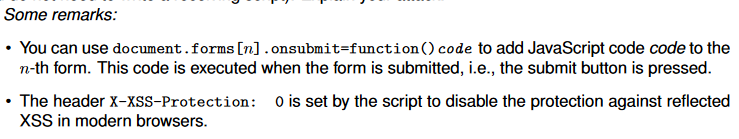 Some remarks:
• You can use document.forms[n].onsubmit=function() code to add JavaScript code code to the
n-th form. This code is executed when the form is submitted, i.e., the submit button is pressed.
• The header X-XSS-Protection: 0 is set by the script to disable the protection against reflected
XSS in modern browsers.